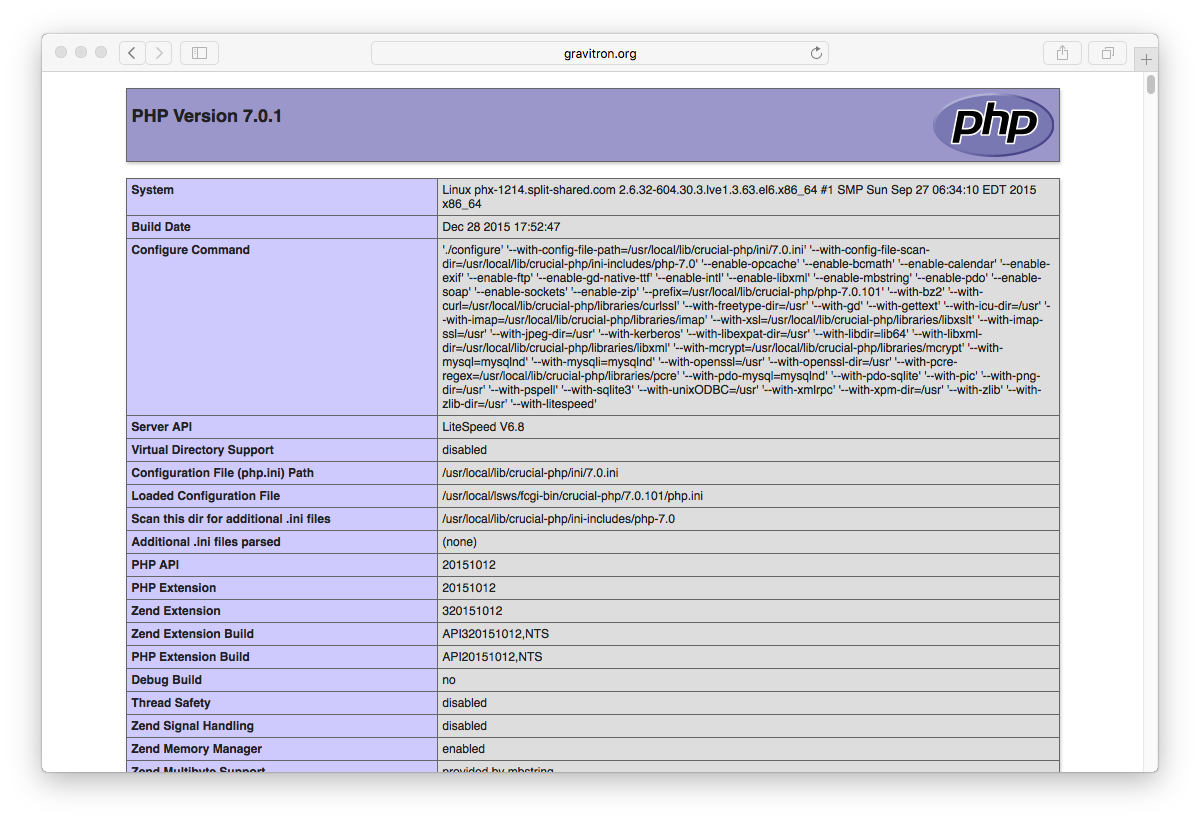 gravitron.org
PHP Version 7.0.1
php
System
Linux phx-1214.split-shared.com 2.6.32-604.30.3.lve1.3.63.el6.x86_64 #1 SMP Sun Sep 27 06:34:10 EDT 2015
x86_64
Build Date
Dec 28 2015 17:52:47
Configure Command
'./configure' '--with-config-file-path=/usr/local/lib/crucial-php/ini/7.0.ini' '--with-config-file-scan-
dir=/usr/local/lib/crucial-php/ini-includes/php-7.0' '--enable-opcache' '--enable-bcmath' '--enable-calendar' '--enable-
exif' '--enable-ftp' '--enable-gd-native-ttf' '--enable-intl' '--enable-libxml' '--enable-mbstring' '--enable-pdo' '--enable-
soap' '--enable-sockets' '--enable-zip' '--prefix=/usr/local/lib/crucial-php/php-7.0.101' '--with-bz2' '--with-
curl=/usr/local/lib/crucial-php/libraries/curlssl' '--with-freetype-dir=/usr' '--with-gd' '--with-gettext' '--with-icu-dir=/usr' '-
-with-imap=/usr/local/lib/crucial-php/libraries/imap' '--with-xsl=/usr/local/lib/crucial-php/libraries/libxslt' '--with-imap-
ssl=/usr' '--with-jpeg-dir=/usr' '--with-kerberos' '--with-libexpat-dir=/usr' '--with-libdir=lib64' '--with-libxml-
dir=/usr/local/lib/crucial-php/libraries/libxml' '--with-mcrypt=/usr/local/lib/crucial-php/libraries/mcrypt' '--with-
mysql=mysqlnd' '--with-mysqli=mysqlnd' '--with-openssl=/usr' '--with-openssl-dir=/usr' '--with-pcre-
regex=/usr/local/lib/crucial-php/libraries/pcre' '--with-pdo-mysql=mysqlnd' '--with-pdo-sqlite' '--with-pic' '--with-png-
dir=/usr' '--with-pspell' '--with-sqlite3' '--with-unixODBC=/usr' '--with-xmlrpc' '--with-xpm-dir=/usr' '--with-zlib' '--with-
zlib-dir=/usr' '--with-litespeed'
Server API
LiteSpeed V6.8
Virtual Directory Support
disabled
Configuration File (php.ini) Path
/usr/local/lib/crucial-php/ini/7.0.ini
Loaded Configuration File
/usr/local/lsws/fcgi-bin/crucial-php/7.0.101/php.ini
Scan this dir for additional .ini files
/usr/local/lib/crucial-php/ini-includes/php-7.0
Additional .ini files parsed
(none)
PHP API
20151012
PHP Extension
20151012
Zend Extension
320151012
Zend Extension Build
API320151012,NTS
PHP Extension Build
API20151012,NTS
Debug Build
no
Thread Safety
disabled
Zend Signal Handling
disabled
Zend Memory Manager
enabled
Zend Multibyte Support
provided by mbstring